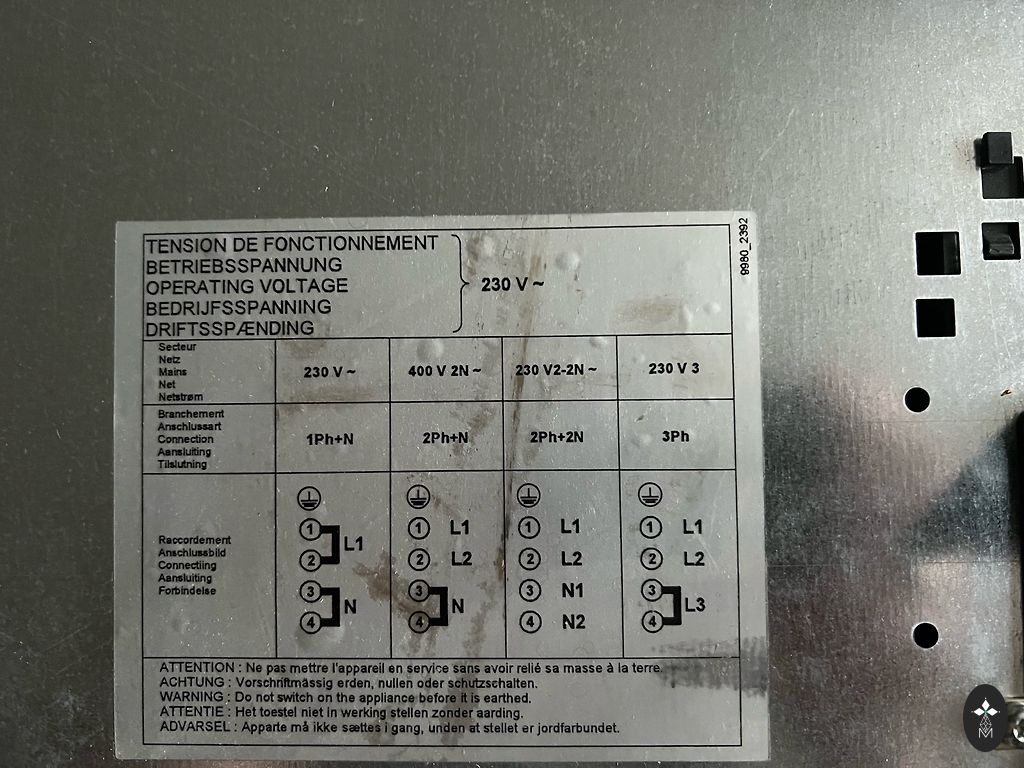 9980_2392
TENSION DE FONCTIONNEMENT
BETRIEBSSPANNUNG
OPERATING VOLTAGE
BEDRIJFSSPANNING
DRIFTSSPÆNDING
230 V ~
Secteur
Netz
Mains
Net
Netstrøm
230 V ~
400 V 2N ~
230 V2-2N ~
230 V 3
Branchement
Anschlussart
Connection
Aansluiting
Tilslutning
1Ph+N
2Ph+N
2Ph+2N
3Ph
Raccordement
Anschlussbild
Connectiing
Aansluiting
Forbindelse
1
2
L1
3
4
N
1 L1
2 L2
3
4
N
1 L1
2 L2
3 N1
4 N2
1 L1
2 L2
3
4
L3
ATTENTION : Ne pas mettre l'appareil en service sans avoir relié sa masse à la terre.
ACHTUNG : Vorschriftmässig erden, nullen oder schutzschalten.
WARNING : Do not switch on the appliance before it is earthed.
ATTENTIE : Het toestel niet in werking stellen zonder aarding.
ADVARSEL : Apparte må ikke sættes i gang, unden at stellet er jordfarbundet.
M